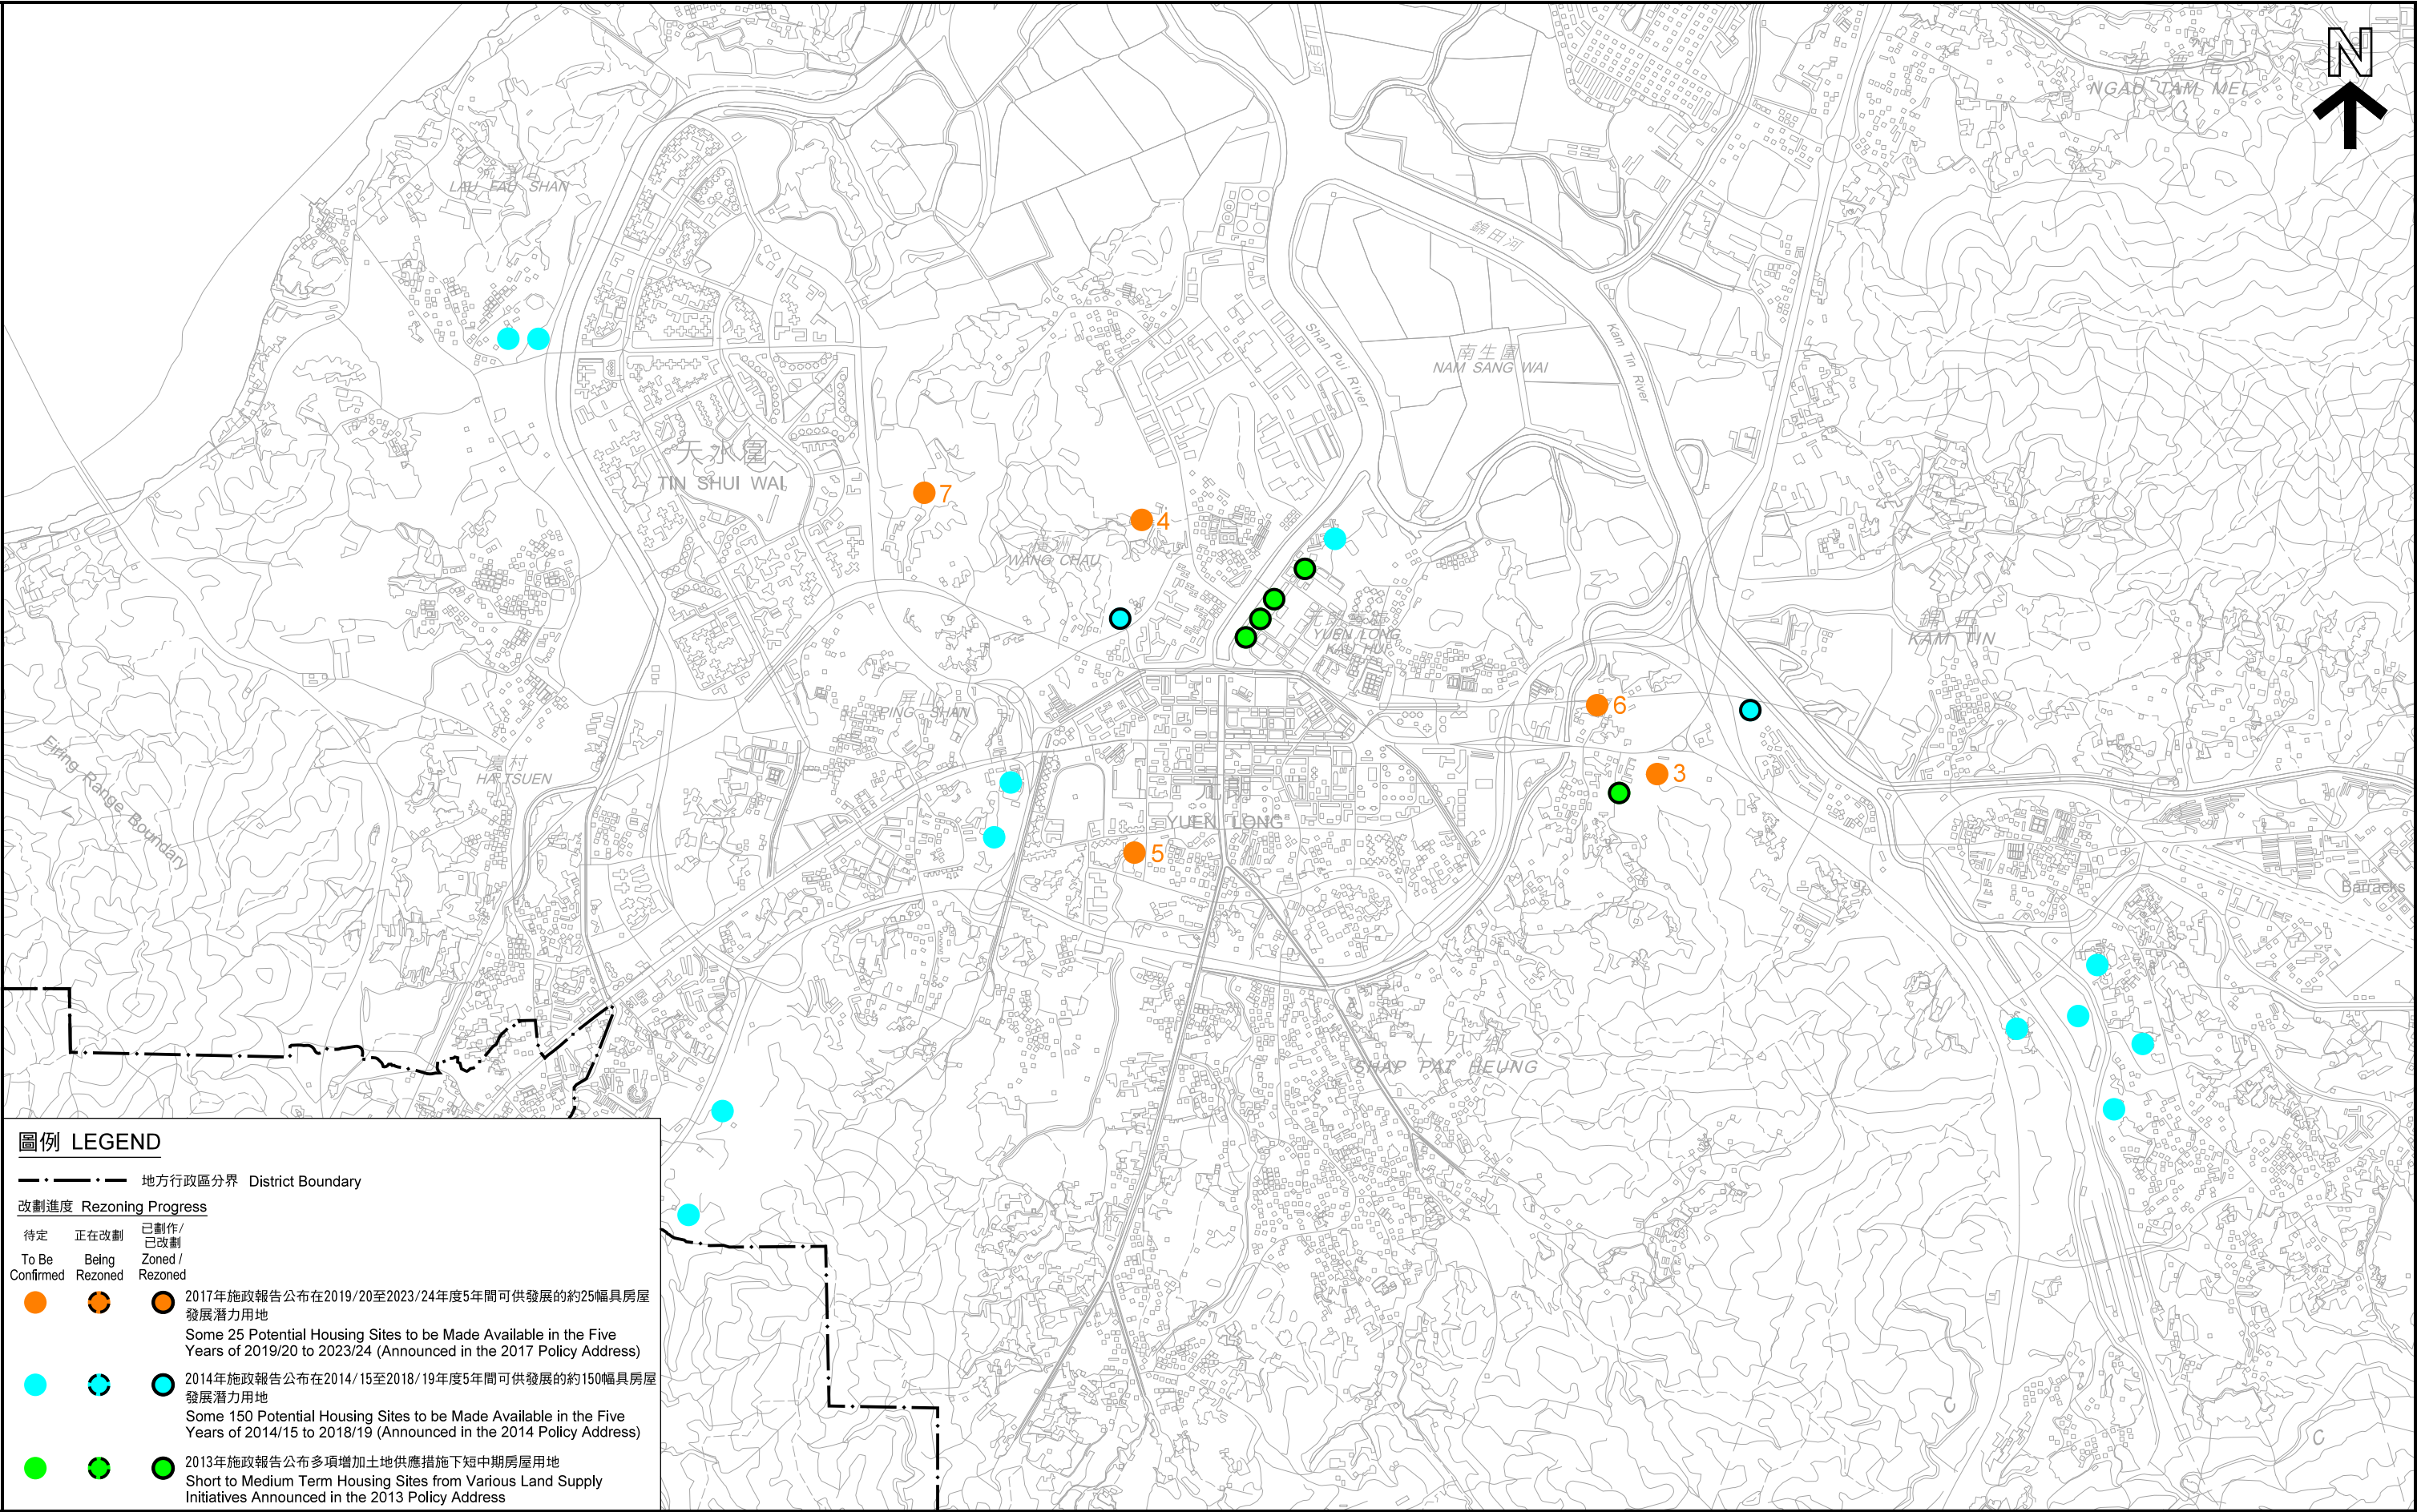 N
牛潭尾
NGAU TAM MEI
流浮山
LAU FAU SHAN
錦田河
Shan Pui River
南生圍
NAM SANG WAI
Kam Tin River
天水圍
TIN SHUI WAI
7
4
WANG CHAU
元朗舊墟
YUEN LONG
KAU HUI
錦田
KAM TIN
屏山
PING SHAN
6
3
Firing Range Boundary
廈村
HA TSUEN
元朗
YUEN LONG
5
Barracks
十八鄉
SHAP PAT HEUNG
C
C
圖例 LEGEND
地方行政區分界 District Boundary
改劃進度 Rezoning Progress
待定 正在改劃 已劃作/
已改劃
To Be Being Zoned /
Confirmed Rezoned Rezoned
2017年施政報告公布在2019/20至2023/24年度5年間可供發展的約25幅具房屋
發展潛力用地
Some 25 Potential Housing Sites to be Made Available in the Five
Years of 2019/20 to 2023/24 (Announced in the 2017 Policy Address)
2014年施政報告公布在2014/15至2018/19年度5年間可供發展的約150幅具房屋
發展潛力用地
Some 150 Potential Housing Sites to be Made Available in the Five
Years of 2014/15 to 2018/19 (Announced in the 2014 Policy Address)
2013年施政報告公布多項增加土地供應措施下短中期房屋用地
Short to Medium Term Housing Sites from Various Land Supply
Initiatives Announced in the 2013 Policy Address